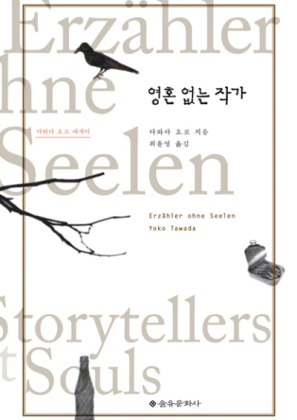 Erzähler
ohne
Seelen
영혼 없는 작가
다와다 요코 에세이
다와다 요코 지음
최윤영 옮김
Erzähler ohne Seelen
Yoko Tawada
Storytellers
t
Souls
을유문화사